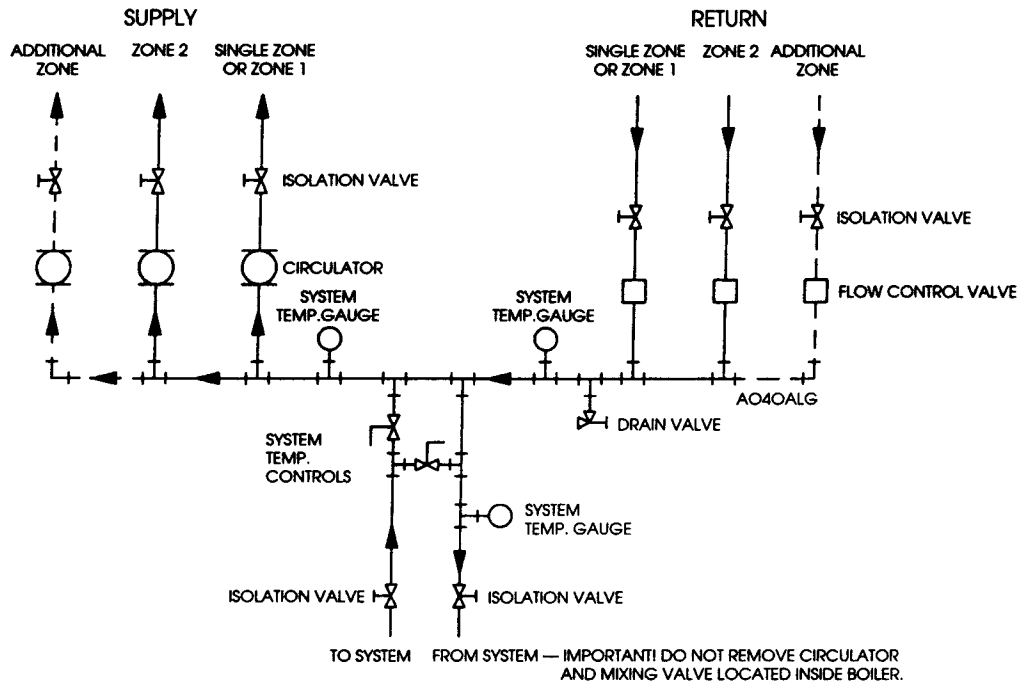 SUPPLY
RETURN
ADDITIONAL
ZONE
ZONE 2
SINGLE ZONE
OR ZONE 1
SINGLE ZONE
OR ZONE 1
ZONE 2
ADDITIONAL
ZONE
ISOLATION VALVE
ISOLATION VALVE
CIRCULATOR
SYSTEM
TEMP.GAUGE
SYSTEM
TEMP.GAUGE
FLOW CONTROL VALVE
AO4OALG
DRAIN VALVE
SYSTEM
TEMP.
CONTROLS
SYSTEM
TEMP. GAUGE
ISOLATION VALVE
ISOLATION VALVE
TO SYSTEM
FROM SYSTEM — IMPORTANT! DO NOT REMOVE CIRCULATOR
AND MIXING VALVE LOCATED INSIDE BOILER.